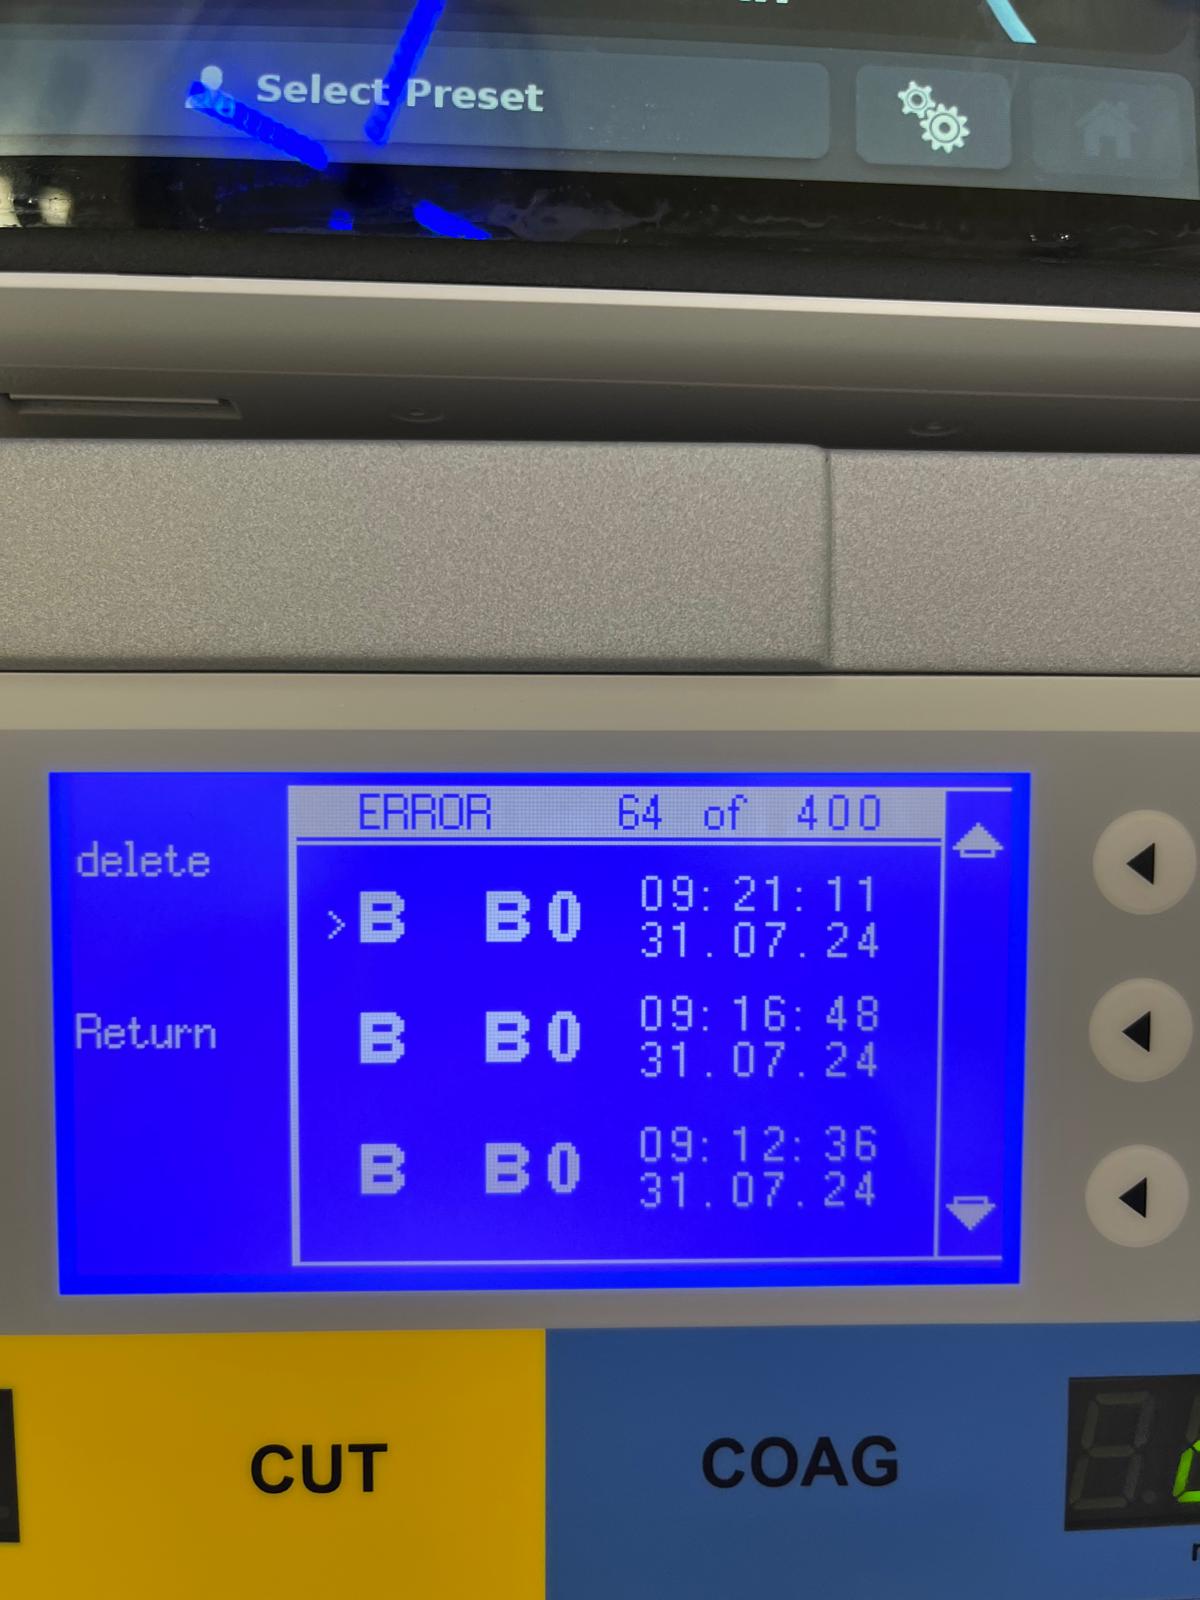 Select Preset
ERROR 64 of 400
delete
>B B0 09:21:11
31.07.24
Return
B B0 09:16:48
31.07.24
B B0 09:12:36
31.07.24
CUT COAG